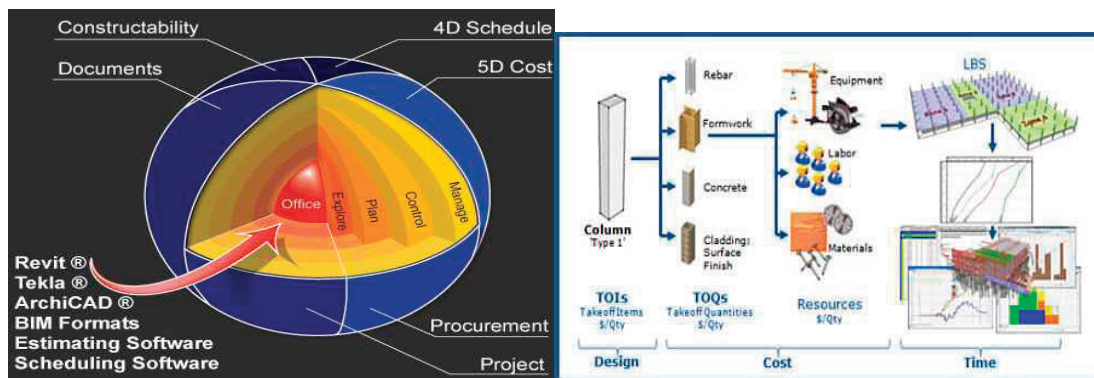 Constructability
Documents
4D Schedule
5D Cost
Office
Explore
Plan
Control
Manage
Revit ®
Tekla ®
ArchiCAD ®
BIM Formats
Estimating Software
Scheduling Software
Procurement
Project
Column
'Type 1'
Rebar
Formwork
Concrete
Cladding:
Surface
Finish
Equipment
Labor
Materials
LBS
TOIs
TakeoffItems
$/Qty
TOQs
TakeoffQuantities
$/Qty
Resources
$/Qty
Design
Cost
Time